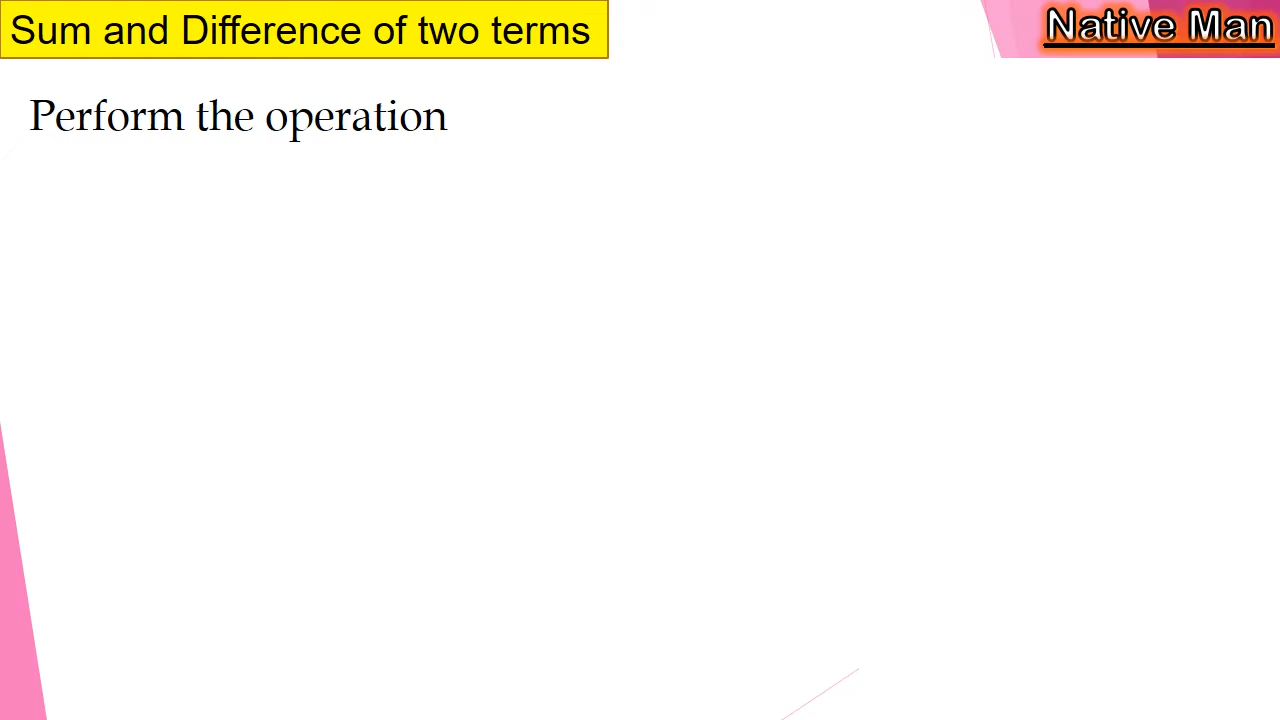 Sum and Difference of two terms
Native Man
Perform the operation